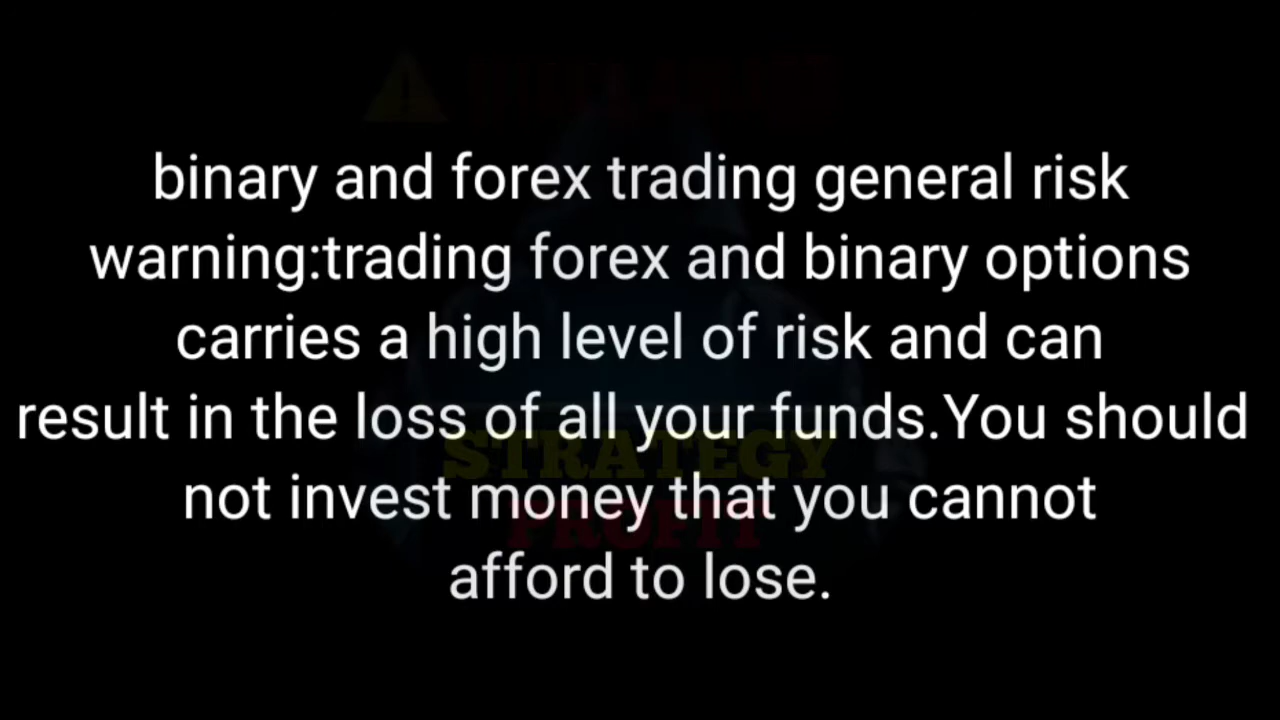 binary and forex trading general risk
warning:trading forex and binary options
carries a high level of risk and can
result in the loss of all your funds.You should
STRATEGY
not invest money that you cannot
PROFIT
afford to lose.